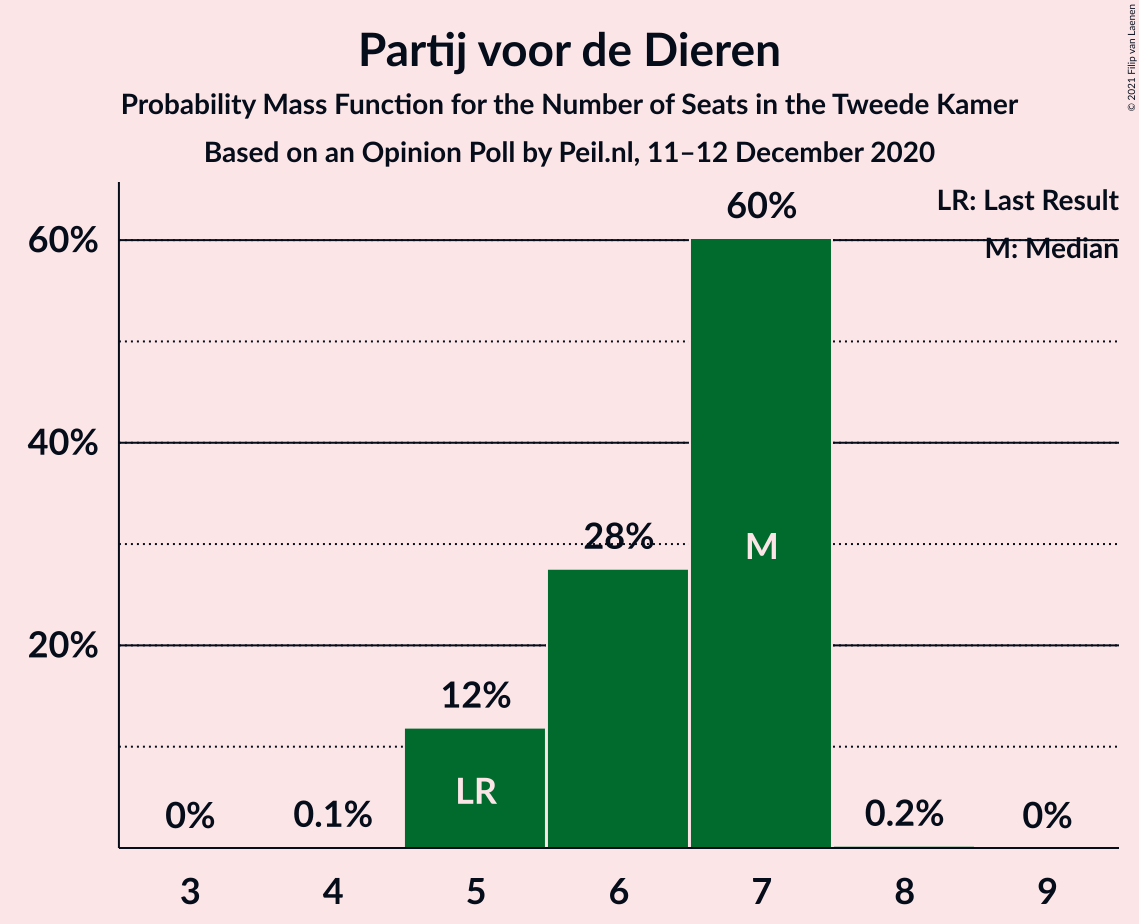 Partij voor de Dieren
Probability Mass Function for the Number of Seats in the Tweede Kamer
Based on an Opinion Poll by Peil.nl, 11–12 December 2020
© 2021 Filip van Laenen
LR: Last Result
M: Median
60%
40%
20%
0%
0.1%
12%
28%
60%
0.2%
0%
LR
M
3 4 5 6 7 8 9